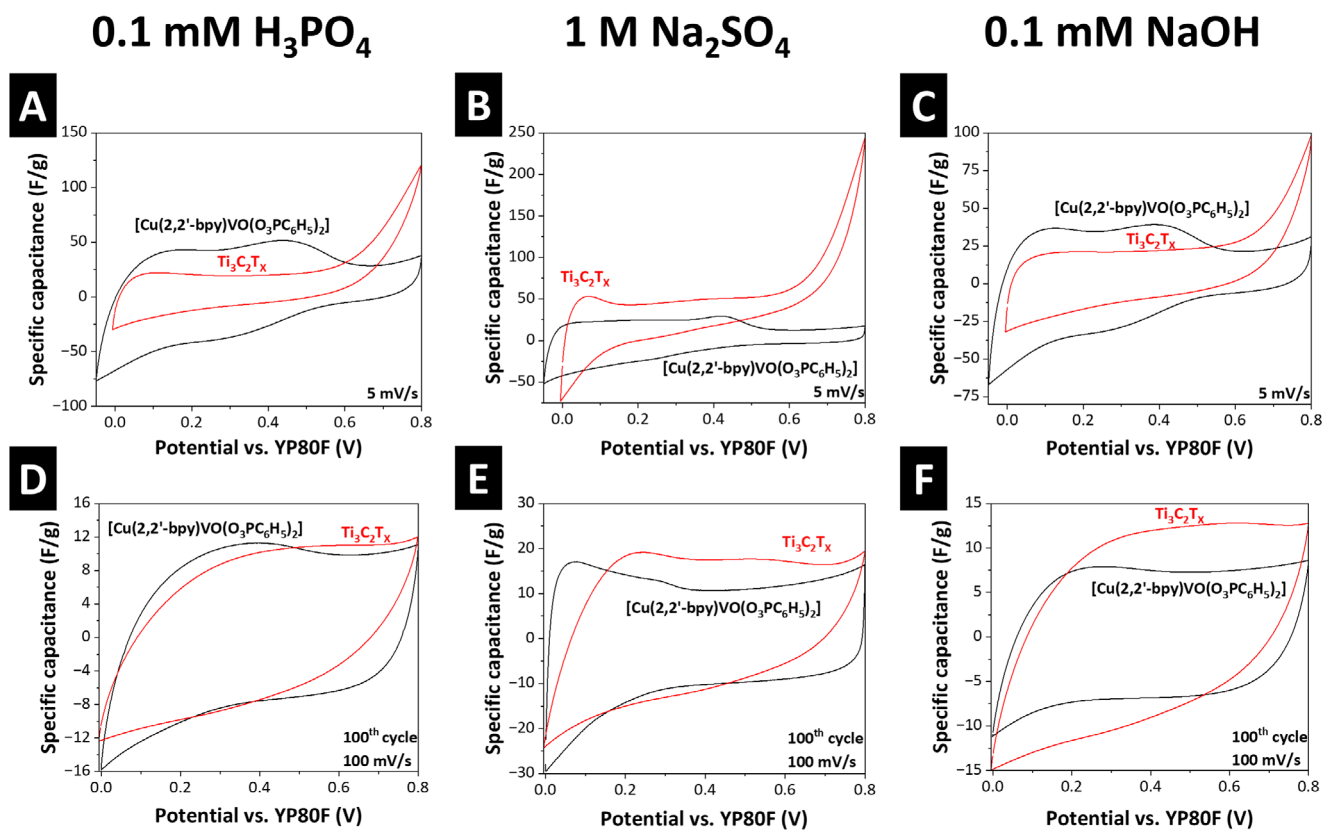 0.1 mM H₃PO₄
1 M Na₂SO₄
0.1 mM NaOH
A
150
100
50
0
−50
−100
0.0
0.2
0.4
0.6
0.8
Specific capacitance (F/g)
Potential vs. YP80F (V)
[Cu(2,2'-bpy)VO(O₃PC₆H₅)₂]
Ti₃C₂Tₓ
5 mV/s
B
250
200
150
100
50
0
−50
0.0
0.2
0.4
0.6
0.8
Specific capacitance (F/g)
Potential vs. YP80F (V)
Ti₃C₂Tₓ
[Cu(2,2'-bpy)VO(O₃PC₆H₅)₂]
5 mV/s
C
100
75
50
25
0
−25
−50
−75
0.0
0.2
0.4
0.6
0.8
Specific capacitance (F/g)
Potential vs. YP80F (V)
[Cu(2,2'-bpy)VO(O₃PC₆H₅)₂]
Ti₃C₂Tₓ
5 mV/s
D
16
12
8
4
0
−4
−8
−12
−16
0.0
0.2
0.4
0.6
0.8
Specific capacitance (F/g)
Potential vs. YP80F (V)
[Cu(2,2'-bpy)VO(O₃PC₆H₅)₂]
Ti₃C₂Tₓ
100ᵗʰ cycle
100 mV/s
E
30
20
10
0
−10
−20
−30
0.0
0.2
0.4
0.6
0.8
Specific capacitance (F/g)
Potential vs. YP80F (V)
Ti₃C₂Tₓ
[Cu(2,2'-bpy)VO(O₃PC₆H₅)₂]
100ᵗʰ cycle
100 mV/s
F
15
10
5
0
−5
−10
−15
0.0
0.2
0.4
0.6
0.8
Specific capacitance (F/g)
Potential vs. YP80F (V)
Ti₃C₂Tₓ
[Cu(2,2'-bpy)VO(O₃PC₆H₅)₂]
100ᵗʰ cycle
100 mV/s